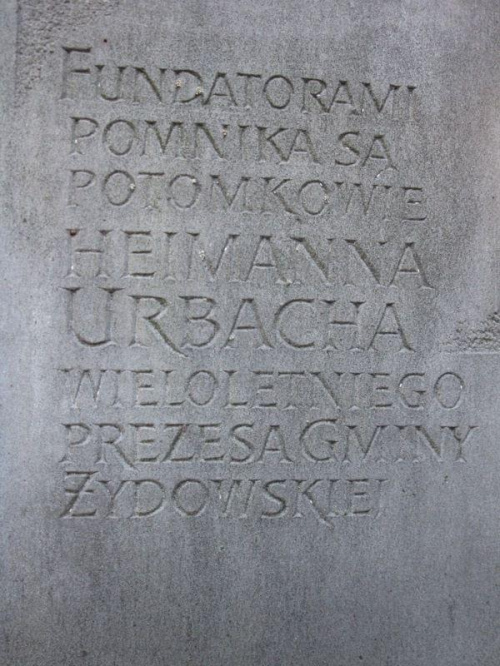 FUNDATORAMI
POMNIKA SĄ
POTOMKOWIE
HEIMANNA
URBACHA
WIELOLETNIEGO
PREZESA GMINY
ŻYDOWSKIEJ